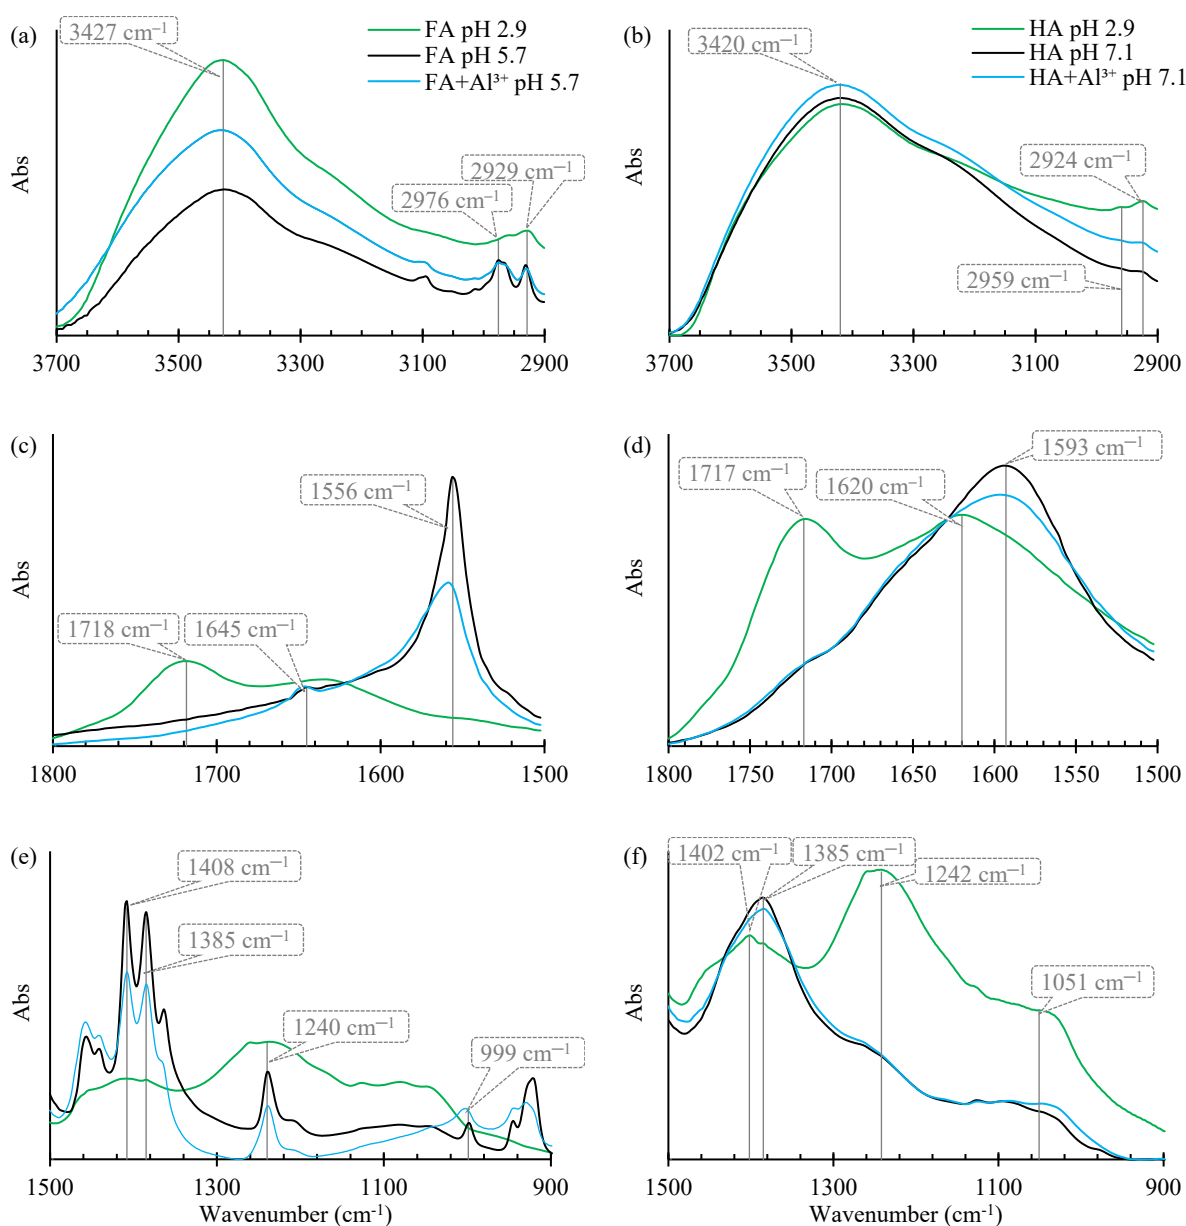 (a)
3427 cm⁻¹
FA pH 2.9
FA pH 5.7
FA+Al³⁺ pH 5.7
2929 cm⁻¹
2976 cm⁻¹
Abs
3700 3500 3300 3100 2900
(b)
3420 cm⁻¹
HA pH 2.9
HA pH 7.1
HA+Al³⁺ pH 7.1
2924 cm⁻¹
2959 cm⁻¹
Abs
3700 3500 3300 3100 2900
(c)
1556 cm⁻¹
1718 cm⁻¹
1645 cm⁻¹
Abs
1800 1700 1600 1500
(d)
1593 cm⁻¹
1717 cm⁻¹
1620 cm⁻¹
Abs
1800 1750 1700 1650 1600 1550 1500
(e)
1408 cm⁻¹
1385 cm⁻¹
1240 cm⁻¹
999 cm⁻¹
Abs
1500 1300 1100 900
Wavenumber (cm⁻¹)
(f)
1402 cm⁻¹
1385 cm⁻¹
1242 cm⁻¹
1051 cm⁻¹
Abs
1500 1300 1100 900
Wavenumber (cm⁻¹)